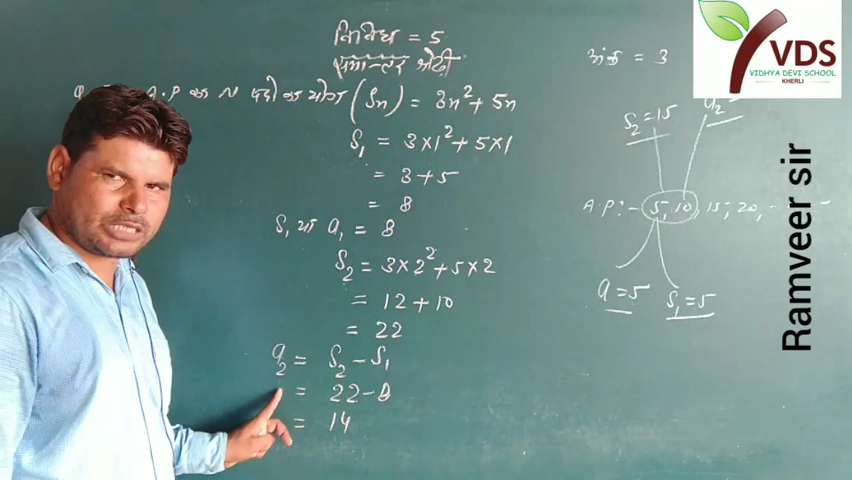 विविध = 5
समान्तर श्रेढ़ी
अंक = 3
VDS
VIDHYA DEVI SCHOOL
KHERLI
Ramveer sir
A.P का N पदों का योग (Sn) = 3n² + 5n
S₁ = 3×1² + 5×1
= 3+5
= 8
S₁ या a₁ = 8
S₂ = 3×2² + 5×2
= 12+10
= 22
a₂ = S₂ – S₁
= 22–8
= 14
S₂=15
a₂
A.P:- 5, 10, 15, 20, - -
a=5 S₁=5